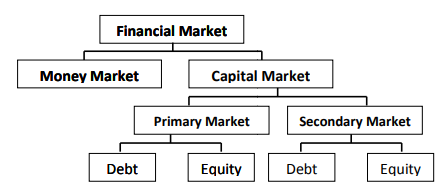 Financial Market
Money Market
Capital Market
Primary Market
Secondary Market
Debt
Equity
Debt
Equity